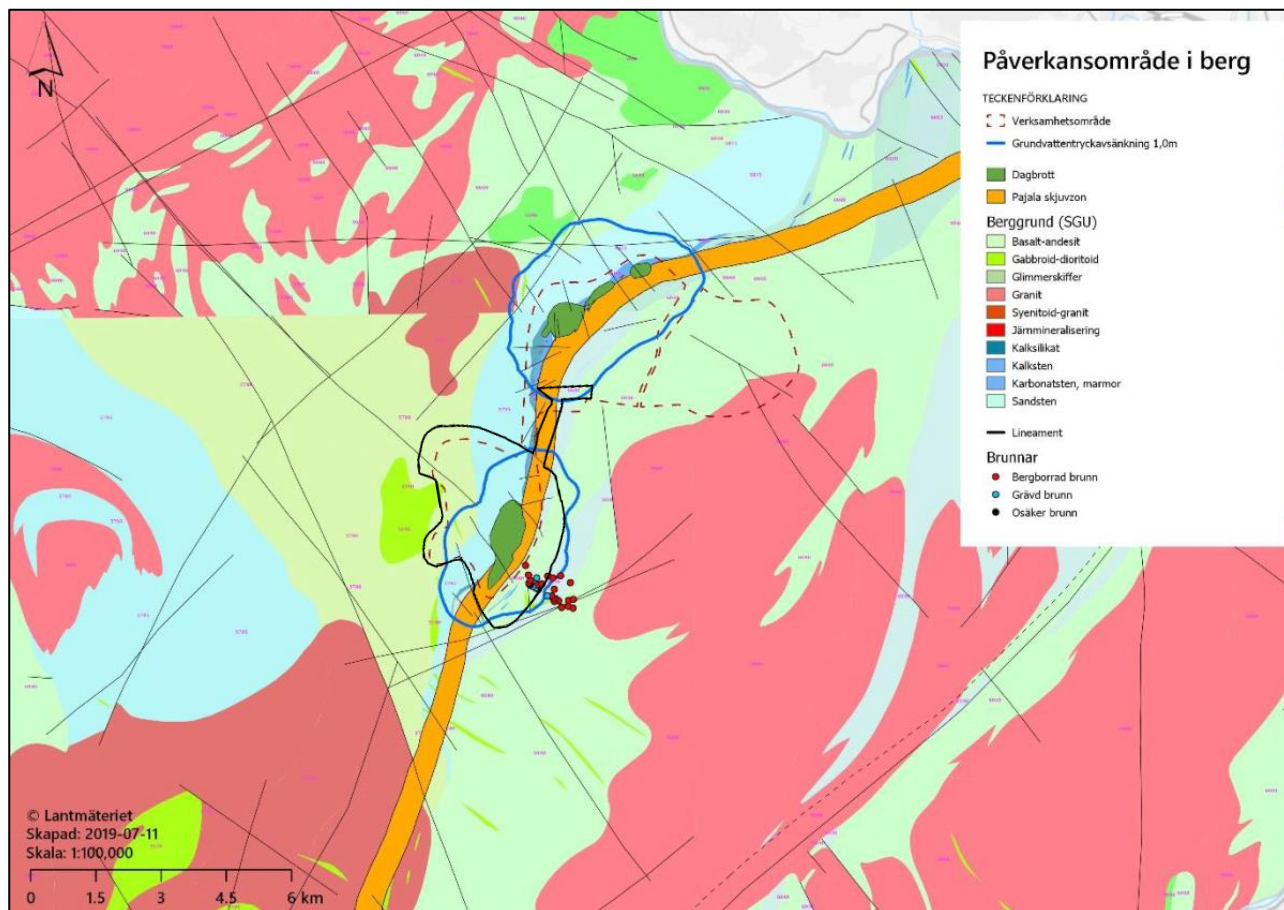 Påverkansområde i berg
TECKENFÖRKLARING
Verksamhetsområde
Grundvattentryckavsänkning 1,0m
Dagbrott
Pajala skjuvzon
Berggrund (SGU)
Basalt-andesit
Gabbroid-dioritoid
Glimmerskiffer
Granit
Syenitoid-granit
Järnmineralisering
Kalksilikat
Kalksten
Karbonatsten, marmor
Sandsten
Lineament
Brunnar
Bergborrad brunn
Grävd brunn
Osäker brunn
N
© Lantmäteriet
Skapad: 2019-07-11
Skala: 1:100,000
0 1.5 3 4.5 6 km